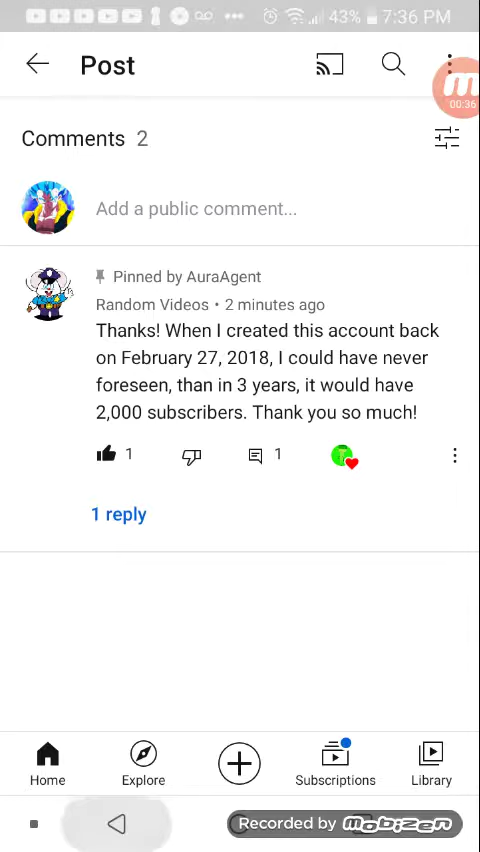 43% 7:36 PM
Post
00:36
Comments 2
Add a public comment...
Pinned by AuraAgent
Random Videos • 2 minutes ago
Thanks! When I created this account back
on February 27, 2018, I could have never
foreseen, than in 3 years, it would have
2,000 subscribers. Thank you so much!
1 1
1 reply
Home Explore Subscriptions Library
Recorded by mobizen